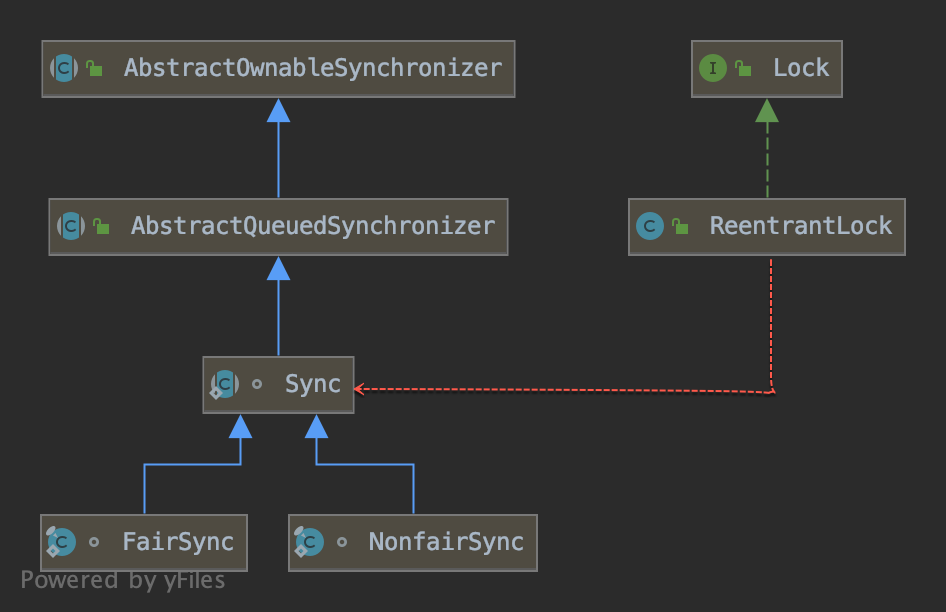 AbstractOwnableSynchronizer
I Lock
C AbstractQueuedSynchronizer
C ReentrantLock
C Sync
C FairSync
C NonfairSync
Powered by yFiles